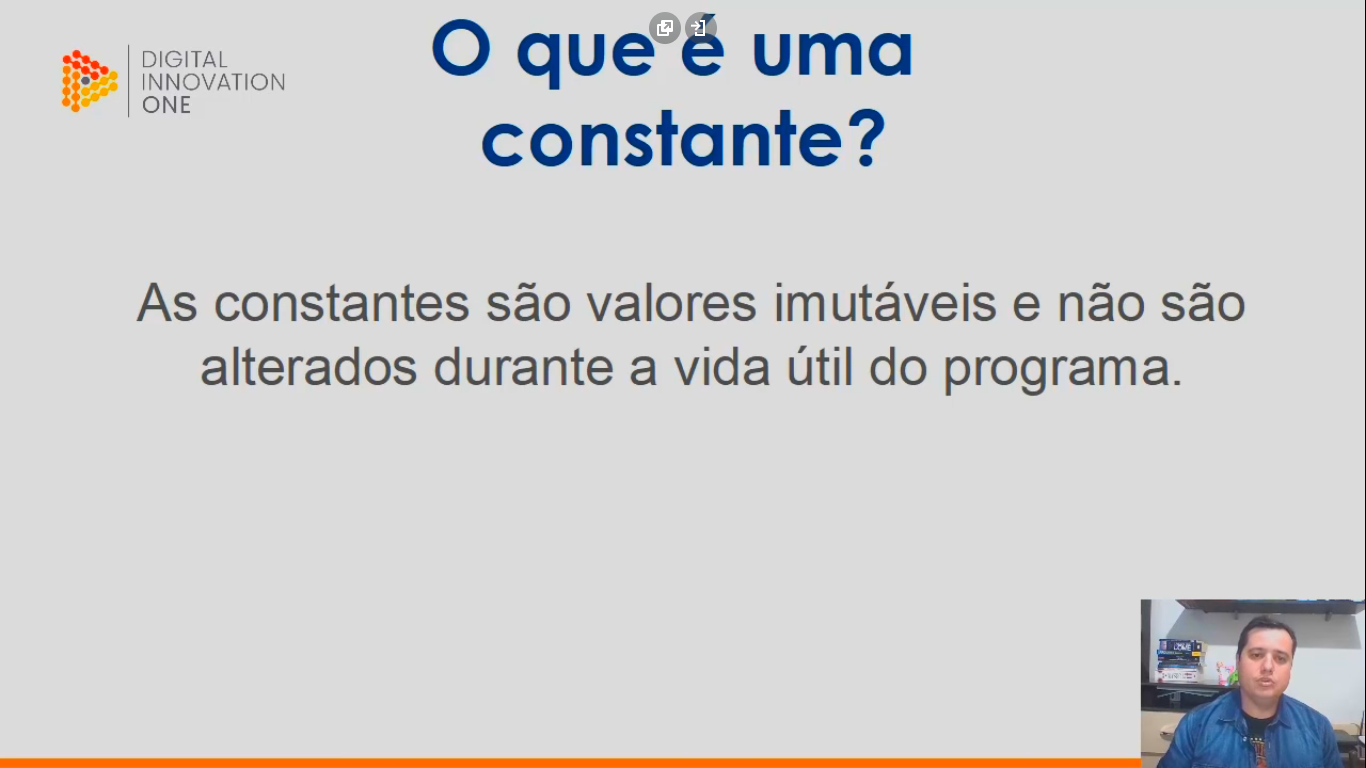 DIGITAL
INNOVATION
ONE
O que é uma
constante?
As constantes são valores imutáveis e não são
alterados durante a vida útil do programa.